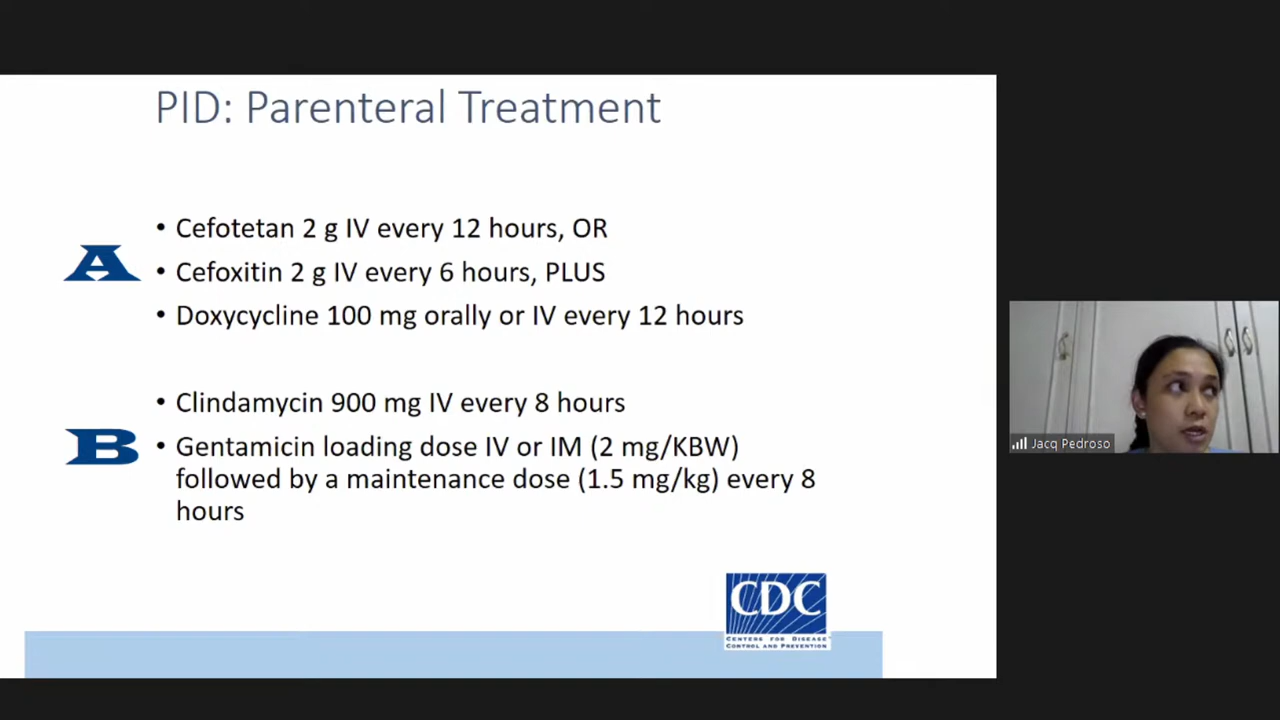 PID: Parenteral Treatment
• Cefotetan 2 g IV every 12 hours, OR
A
• Cefoxitin 2 g IV every 6 hours, PLUS
• Doxycycline 100 mg orally or IV every 12 hours
• Clindamycin 900 mg IV every 8 hours
B
• Gentamicin loading dose IV or IM (2 mg/KBW)
followed by a maintenance dose (1.5 mg/kg) every 8
hours
Jacq Pedroso
CDC
CENTERS FOR DISEASE
CONTROL AND PREVENTION